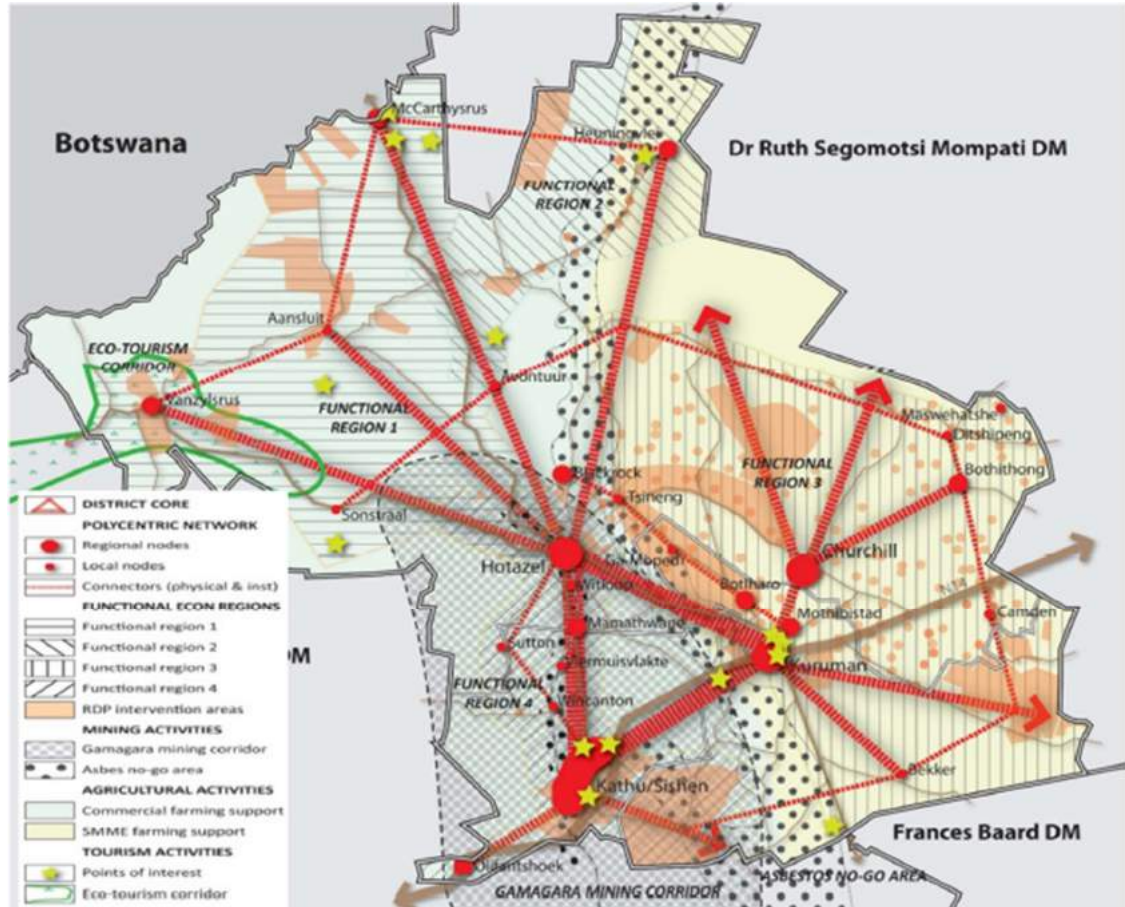 McCarthysrus
Botswana
Heuningvlei
Dr Ruth Segomotsi Mompati DM
FUNCTIONAL
REGION 2
Aansluit
ECO-TOURISM
CORRIDOR
Avontuur
Vanzylsrus
FUNCTIONAL
REGION 1
Maswehatshe
Ditshipeng
FUNCTIONAL
REGION 3
Bothithong
Blackrock
Tsineng
Sonstraal
Churchill
Hotazel
Ga-Mopedi
N14
Witloop
Botlharo
Mamathwane
Mothibistad
Camden
Sutton
Kuruman
DM
FUNCTIONAL
REGION 4
Wincanton
Bekker
Kathu/Sishen
Frances Baard DM
Oldantshoek
GAMAGARA MINING CORRIDOR
ASBESTOS NO-GO AREA
DISTRICT CORE
POLYCENTRIC NETWORK
Regional nodes
Local nodes
Connectors (physical & inst)
FUNCTIONAL ECON REGIONS
Functional region 1
Functional region 2
Functional region 3
Functional region 4
RDP intervention areas
MINING ACTIVITIES
Gamagara mining corridor
Asbes no-go area
AGRICULTURAL ACTIVITIES
Commercial farming support
SMME farming support
TOURISM ACTIVITIES
Points of interest
Eco-tourism corridor